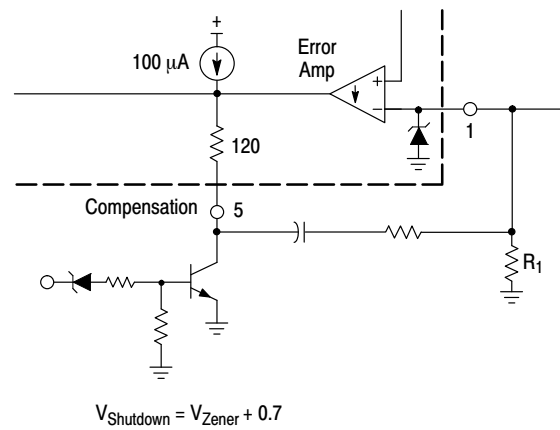 +
100 μA
Error
Amp
+
−
1
120
Compensation
5
R1
VShutdown = VZener + 0.7